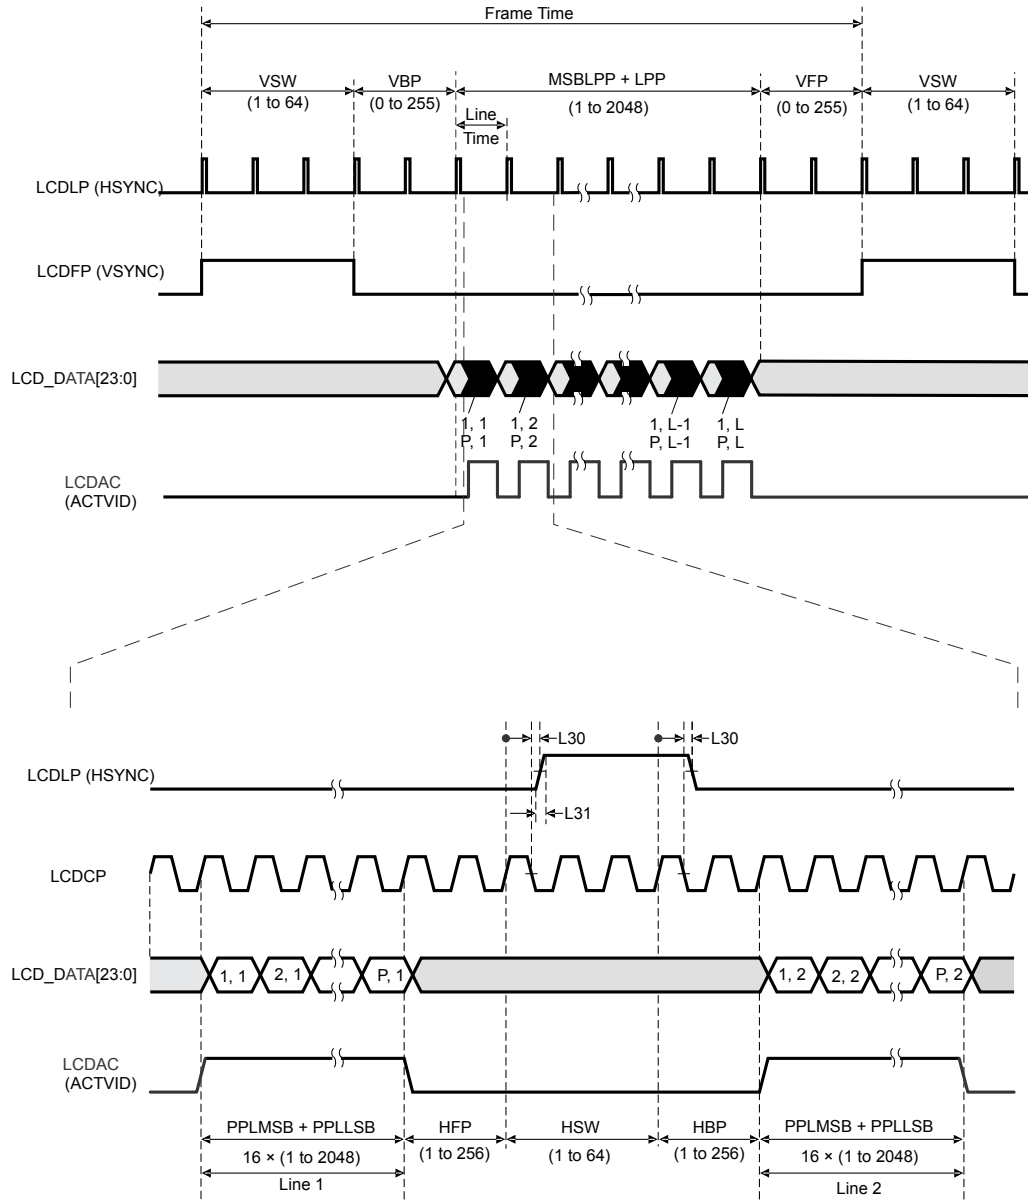 Frame Time
VSW VBP MSBLPP + LPP VFP VSW
(1 to 64) (0 to 255) (1 to 2048) (0 to 255) (1 to 64)
Line
Time
LCDLP (HSYNC)
LCDFP (VSYNC)
LCD_DATA[23:0]
1, 1 1, 2 1, L-1 1, L
P, 1 P, 2 P, L-1 P, L
LCDAC
(ACTVID)
L30 L30
LCDLP (HSYNC)
L31
LCDCP
LCD_DATA[23:0] 1, 1 2, 1 P, 1 1, 2 2, 2 P, 2
LCDAC
(ACTVID)
PPLMSB + PPLLSB HFP HSW HBP PPLMSB + PPLLSB
16 × (1 to 2048) (1 to 256) (1 to 64) (1 to 256) 16 × (1 to 2048)
Line 1 Line 2